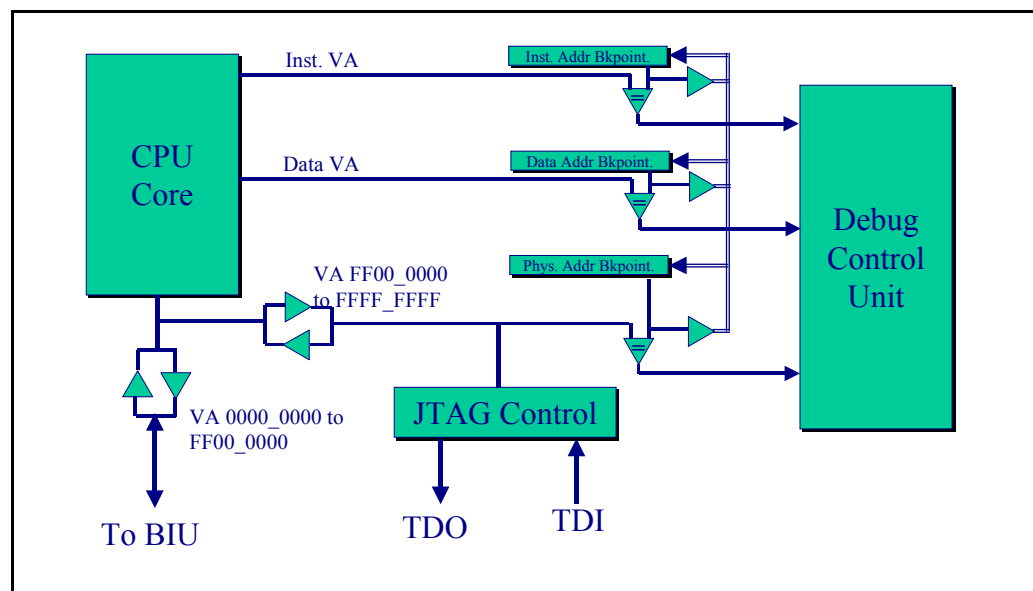 Inst. VA
Inst. Addr Bkpoint.
CPU
Core
Data VA
Data Addr Bkpoint.
Debug
Control
Unit
VA FF00_0000
to FFFF_FFFF
Phys. Addr Bkpoint.
=
=
=
JTAG Control
VA 0000_0000 to
FF00_0000
To BIU
TDO
TDI